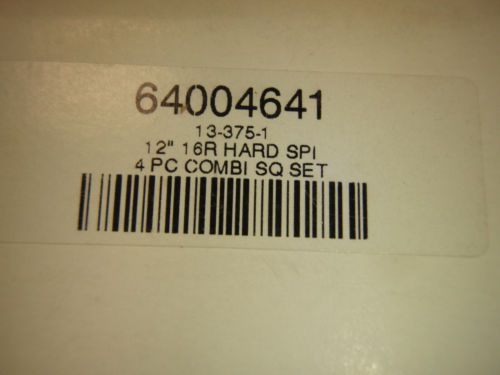 64004641
13-375-1
12" 16R HARD SPI
4 PC COMBI SQ SET